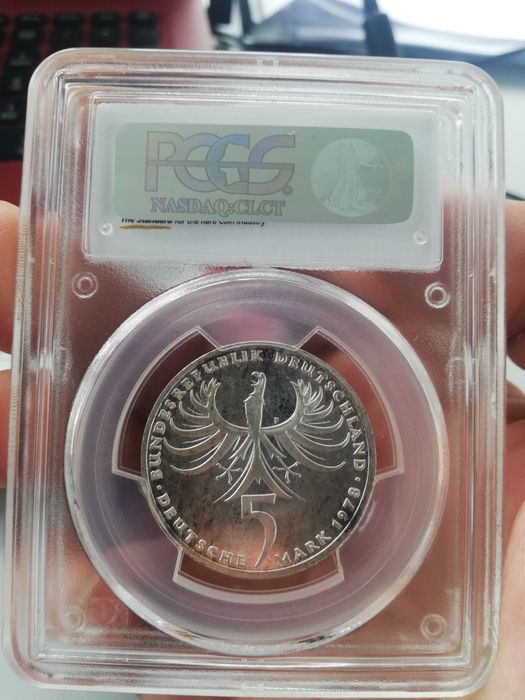 PCGS
NASDAQ:CLCT
The Standard for the Rare Coin Industry
· BUNDESREPUBLIK DEUTSCHLAND ·
F
5
DEUTSCHE MARK 1978